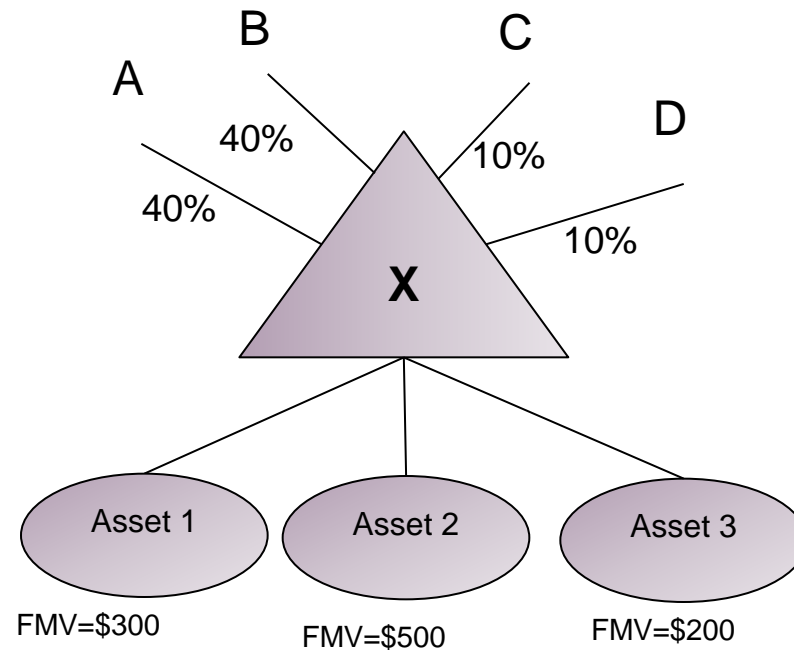 B
C
A
D
40%
10%
40%
10%
X
Asset 1
Asset 2
Asset 3
FMV=$300
FMV=$500
FMV=$200